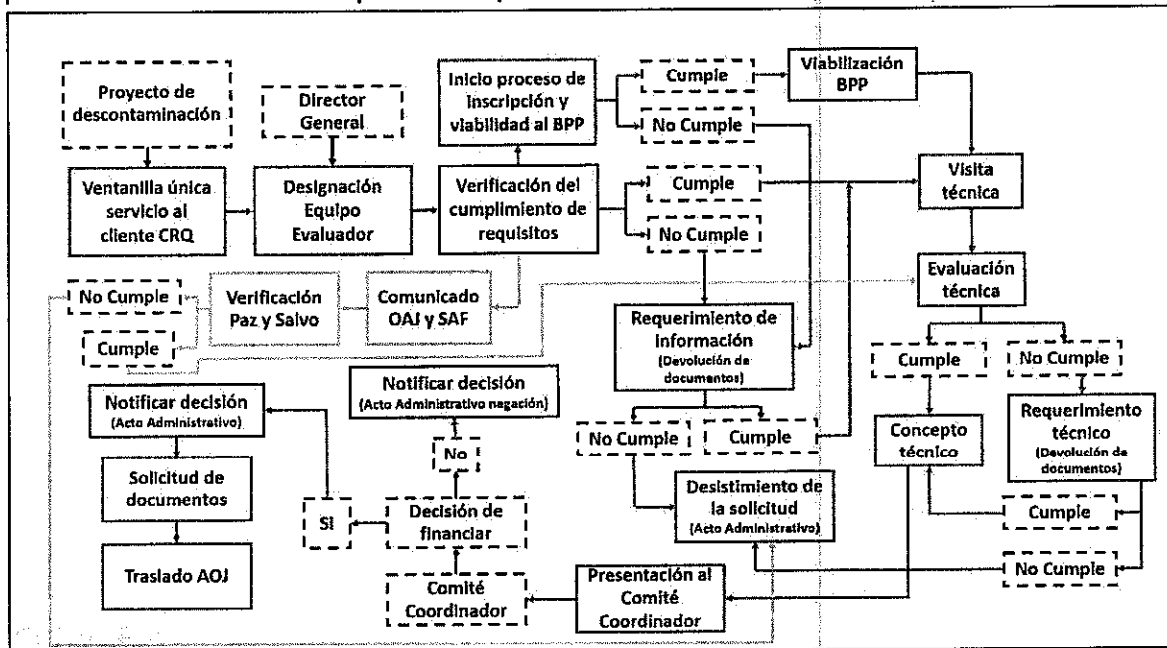 Proyecto de
descontaminación
Director
General
Inicio proceso de
inscripción y
viabilidad al BPP
Cumple
No Cumple
Viabilización
BPP
Ventanilla única
servicio al
cliente CRQ
Designación
Equipo
Evaluador
Verificación del
cumplimiento de
requisitos
Cumple
No Cumple
Visita
técnica
No Cumple
Cumple
Verificación
Paz y Salvo
Comunicado
OAJ y SAF
Requerimiento de
Información
(Devolución de
documentos)
Evaluación
técnica
Cumple
No Cumple
Notificar decisión
(Acto Administrativo)
Notificar decisión
(Acto Administrativo negación)
No
No Cumple
Cumple
Concepto
técnico
Requerimiento
técnico
(Devolución de
documentos)
Solicitud de
documentos
SI
Decisión de
financiar
Desistimiento de
la solicitud
(Acto Administrativo)
Cumple
No Cumple
Traslado AOJ
Comité
Coordinador
Presentación al
Comité
Coordinador